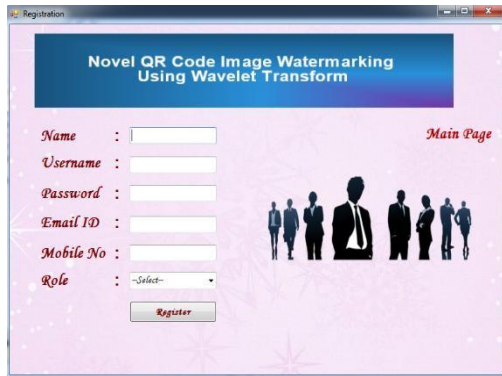 Registration
Novel QR Code Image Watermarking
Using Wavelet Transform
Main Page
Name :
Username :
Password :
Email ID :
Mobile No :
Role : --Select--
Register